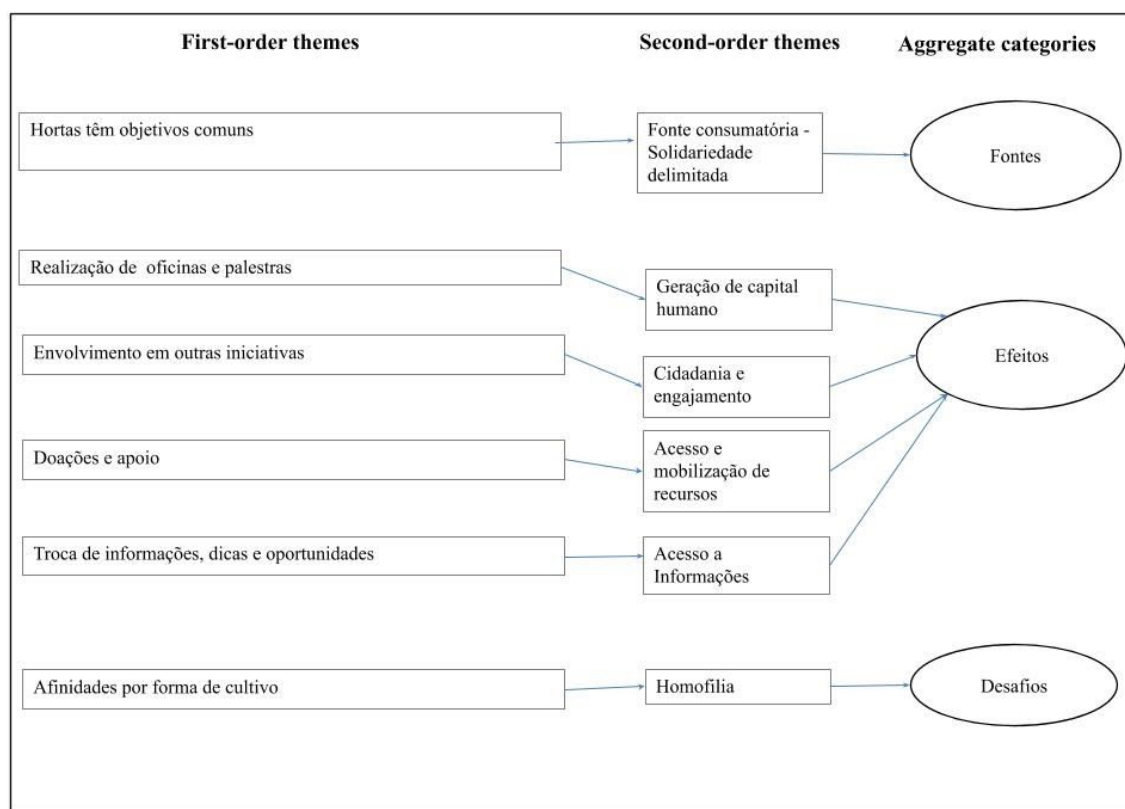 First-order themes
Second-order themes
Aggregate categories
Hortas têm objetivos comuns
Fonte consumatória -
Solidariedade
delimitada
Fontes
Realização de oficinas e palestras
Geração de capital
humano
Envolvimento em outras iniciativas
Cidadania e
engajamento
Efeitos
Doações e apoio
Acesso e
mobilização de
recursos
Troca de informações, dicas e oportunidades
Acesso a
Informações
Afinidades por forma de cultivo
Homofilia
Desafios